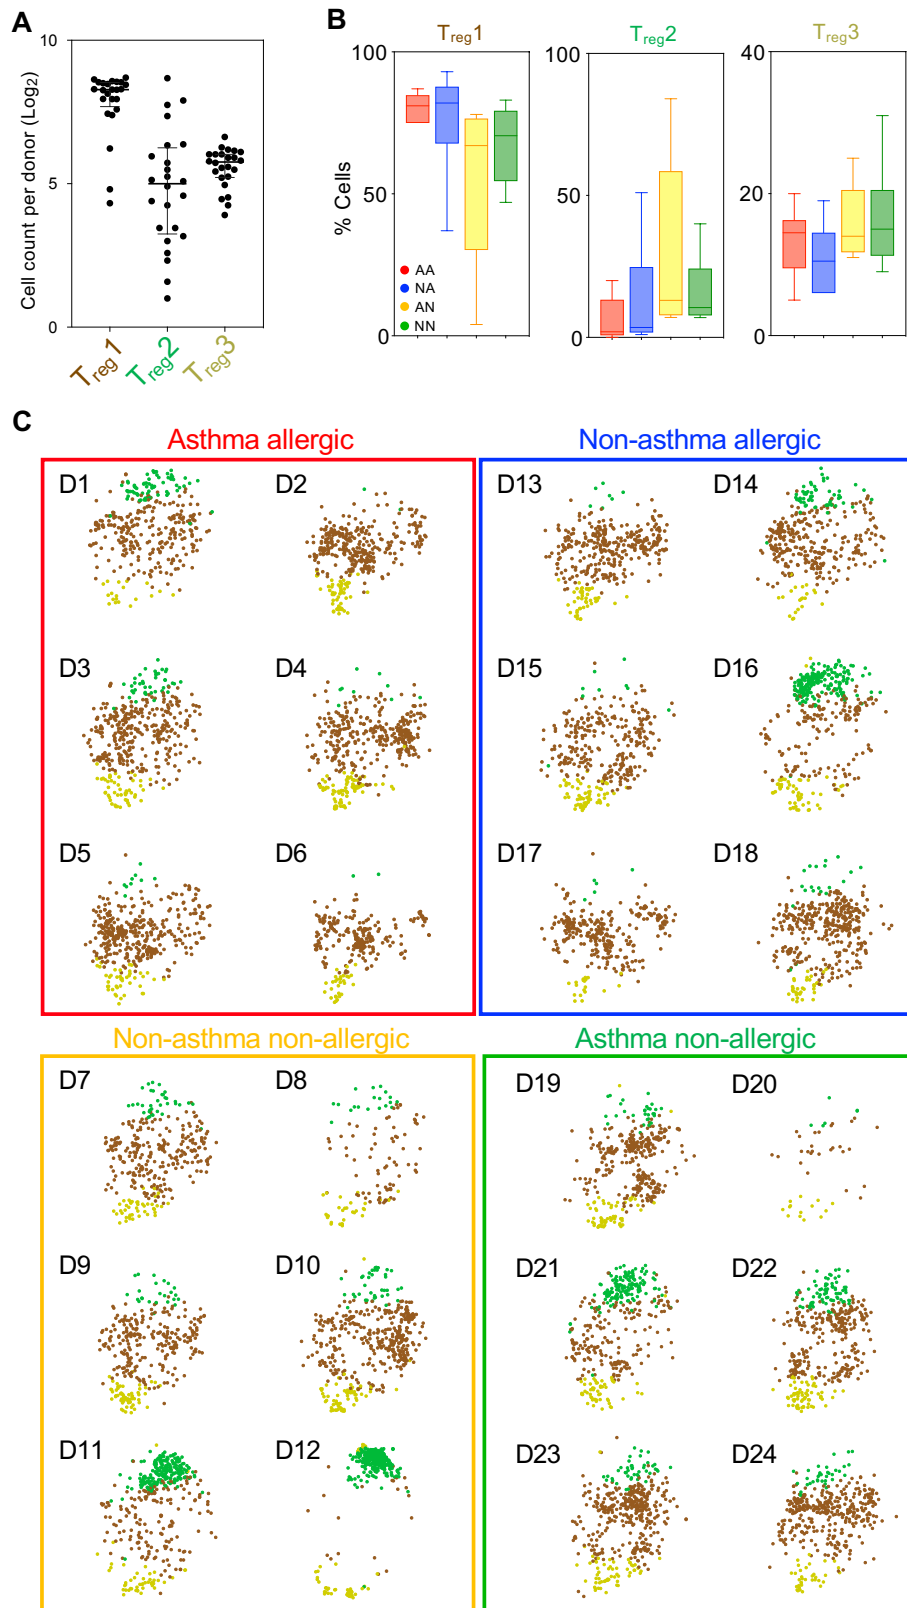 A
Cell count per donor (Log2)
10
5
0
Treg1
Treg2
Treg3
B
% Cells
Treg1
100
50
0
AA
NA
AN
NN
Treg2
100
50
0
Treg3
40
20
0
C
Asthma allergic
D1
D2
D3
D4
D5
D6
Non-asthma allergic
D13
D14
D15
D16
D17
D18
Non-asthma non-allergic
D7
D8
D9
D10
D11
D12
Asthma non-allergic
D19
D20
D21
D22
D23
D24